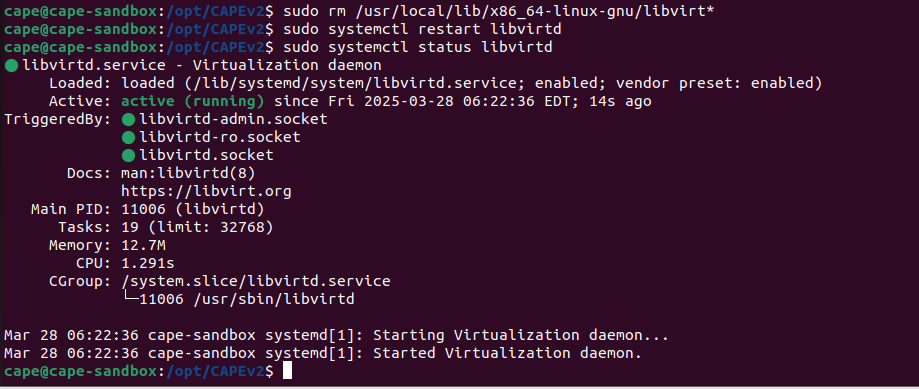 cape@cape-sandbox:/opt/CAPEv2$ sudo rm /usr/local/lib/x86_64-linux-gnu/libvirt*
cape@cape-sandbox:/opt/CAPEv2$ sudo systemctl restart libvirtd
cape@cape-sandbox:/opt/CAPEv2$ sudo systemctl status libvirtd
● libvirtd.service - Virtualization daemon
     Loaded: loaded (/lib/systemd/system/libvirtd.service; enabled; vendor preset: enabled)
     Active: active (running) since Fri 2025-03-28 06:22:36 EDT; 14s ago
TriggeredBy: ● libvirtd-admin.socket
             ● libvirtd-ro.socket
             ● libvirtd.socket
       Docs: man:libvirtd(8)
             https://libvirt.org
   Main PID: 11006 (libvirtd)
      Tasks: 19 (limit: 32768)
     Memory: 12.7M
        CPU: 1.291s
     CGroup: /system.slice/libvirtd.service
             └─11006 /usr/sbin/libvirtd

Mar 28 06:22:36 cape-sandbox systemd[1]: Starting Virtualization daemon...
Mar 28 06:22:36 cape-sandbox systemd[1]: Started Virtualization daemon.
cape@cape-sandbox:/opt/CAPEv2$